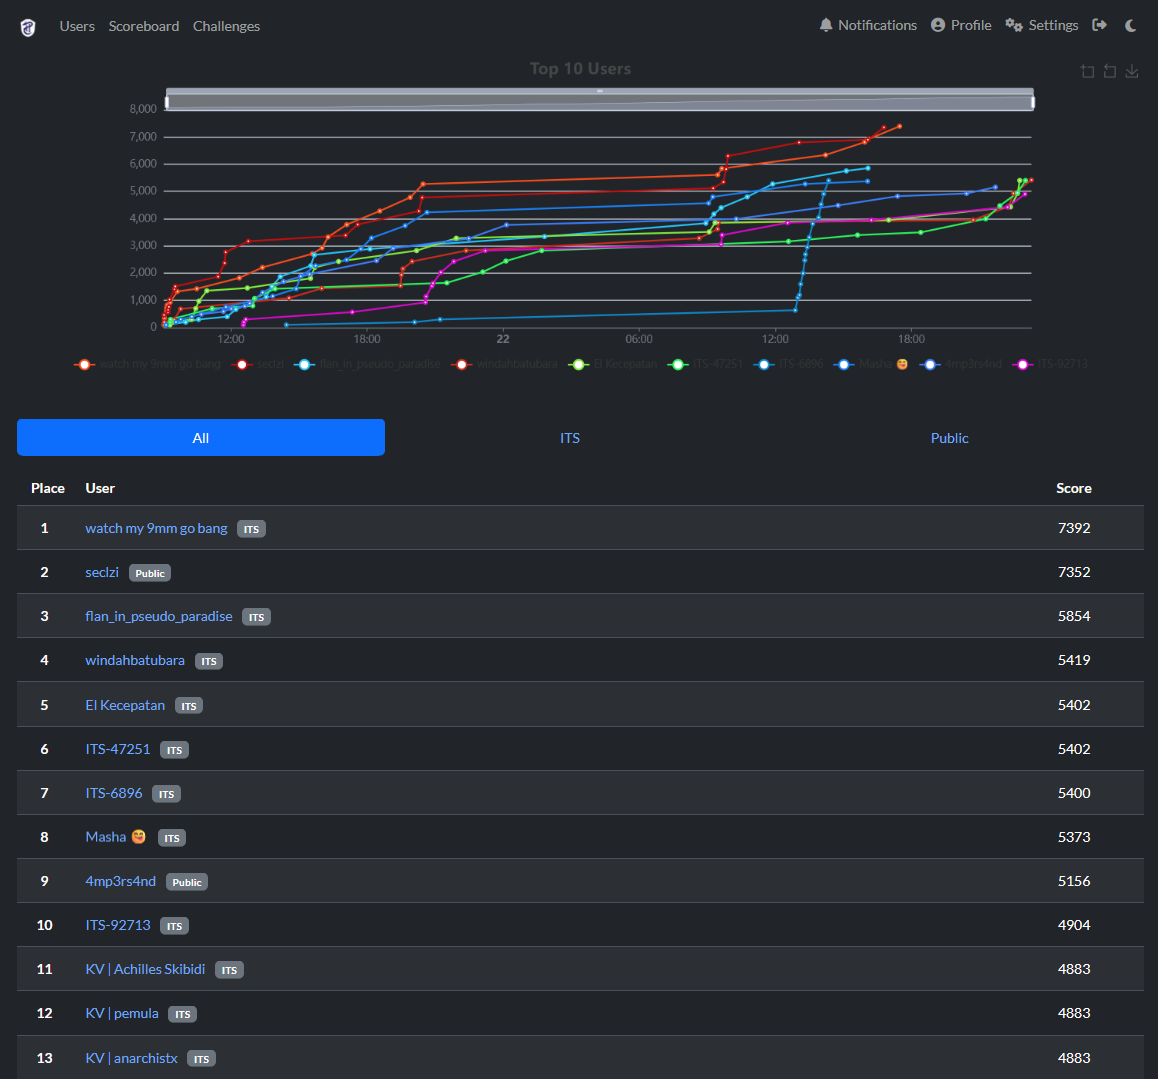 Users Scoreboard Challenges Notifications Profile Settings
Top 10 Users
8,000
7,000
6,000
5,000
4,000
3,000
2,000
1,000
0
12:00 18:00 22 06:00 12:00 18:00
watch my 9mm go bang seclzi flan_in_pseudo_paradise windahbatubara El Kecepatan ITS-47251 ITS-6896 Masha 😋 4mp3rs4nd ITS-92713
All ITS Public
Place User Score
1 watch my 9mm go bang ITS 7392
2 seclzi Public 7352
3 flan_in_pseudo_paradise ITS 5854
4 windahbatubara ITS 5419
5 El Kecepatan ITS 5402
6 ITS-47251 ITS 5402
7 ITS-6896 ITS 5400
8 Masha 😋 ITS 5373
9 4mp3rs4nd Public 5156
10 ITS-92713 ITS 4904
11 KV | Achilles Skibidi ITS 4883
12 KV | pemula ITS 4883
13 KV | anarchistx ITS 4883